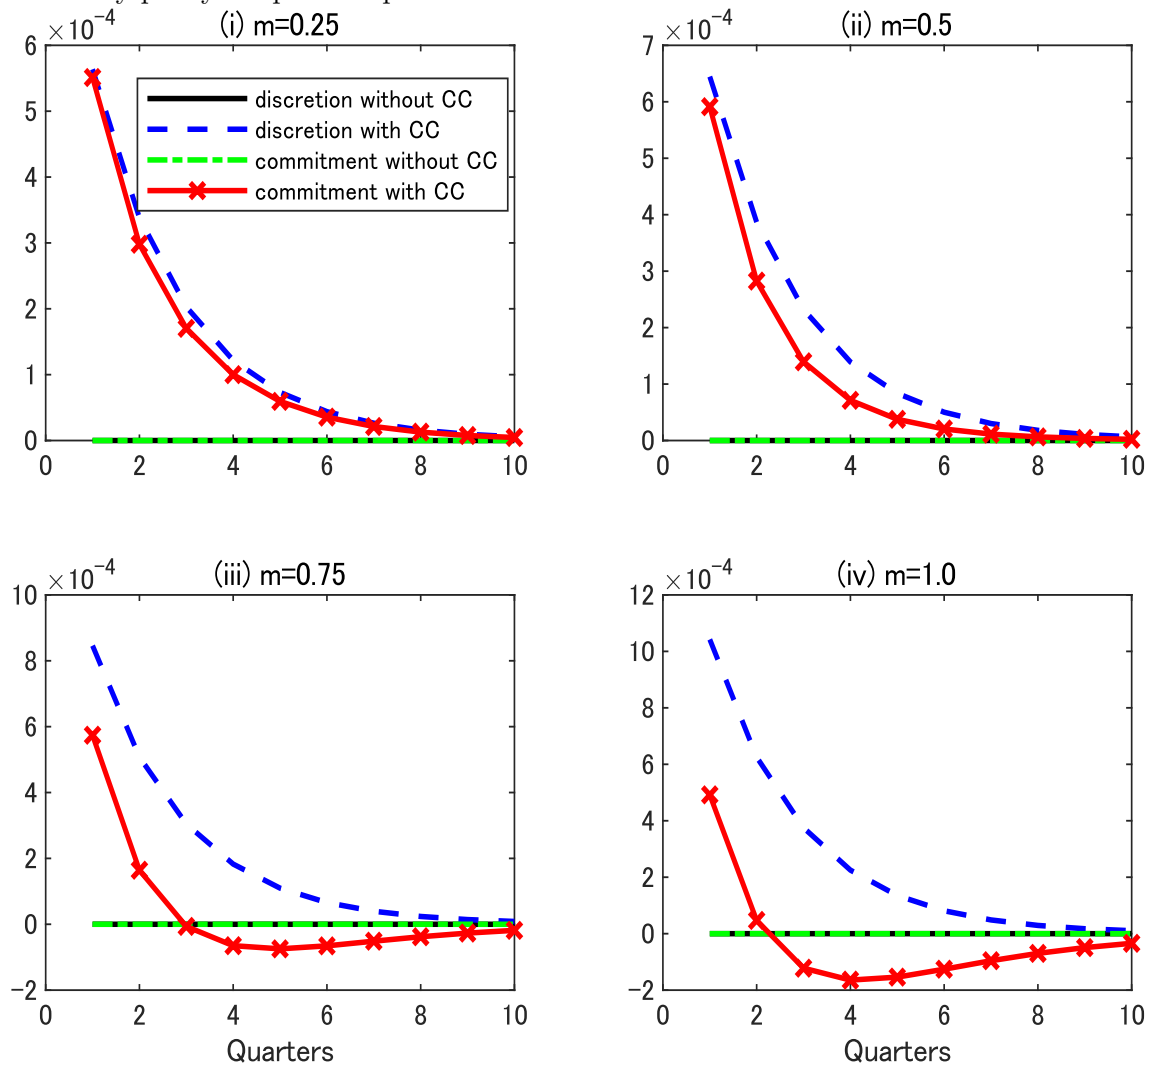 ×10⁻⁴ (i) m=0.25
6
5
4
3
2
1
0
0 2 4 6 8 10
discretion without CC
discretion with CC
commitment without CC
commitment with CC
×10⁻⁴ (ii) m=0.5
7
6
5
4
3
2
1
0
0 2 4 6 8 10
×10⁻⁴ (iii) m=0.75
10
8
6
4
2
0
−2
0 2 4 6 8 10
Quarters
×10⁻⁴ (iv) m=1.0
12
10
8
6
4
2
0
−2
0 2 4 6 8 10
Quarters